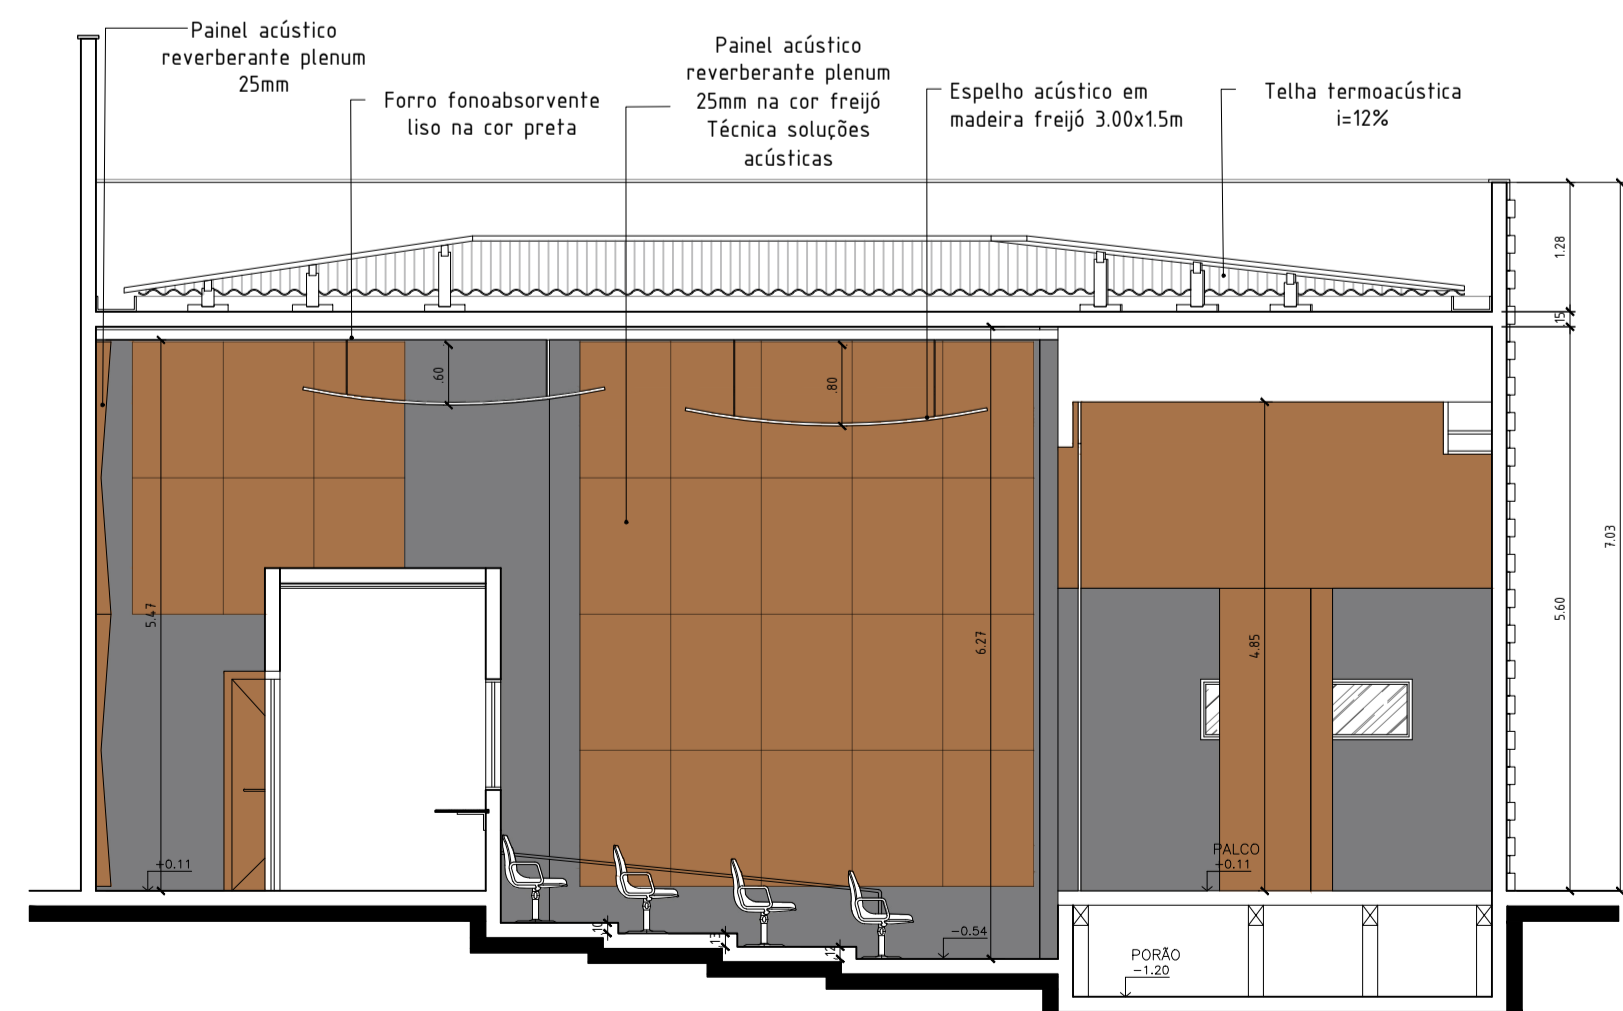 Painel acústico
reverberante plenum
25mm
Forro fonoabsorvente
liso na cor preta
Painel acústico
reverberante plenum
25mm na cor freijó
Técnica soluções
acústicas
Espelho acústico em
madeira freijó 3.00x1.5m
Telha termoacústica
i=12%
1.28
15
.60
.80
7.03
5.47
6.27
4.85
5.60
+0.11
PALCO
+0.11
-0.54
10
13
12
PORÃO
-1.20